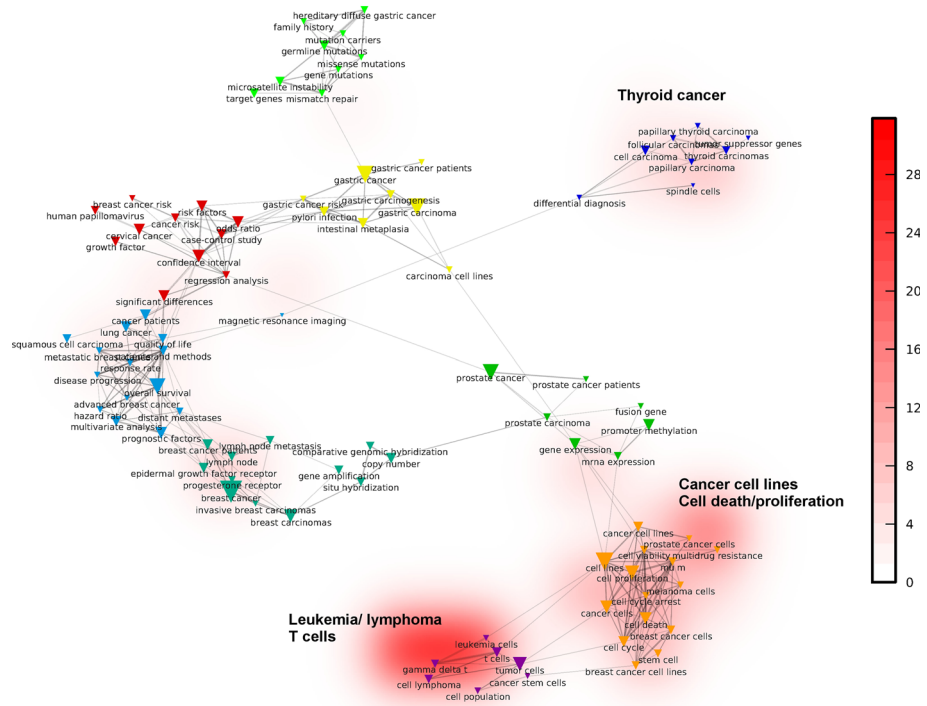 hereditary diffuse gastric cancer
family history
mutation carriers
germline mutations
missense mutations
gene mutations
microsatellite instability
target genes
mismatch repair
Thyroid cancer
papillary thyroid carcinoma
follicular carcinomas
tumor suppressor genes
cell carcinoma
thyroid carcinomas
papillary carcinoma
spindle cells
differential diagnosis
gastric cancer patients
gastric cancer
gastric cancer risk
gastric carcinogenesis
pylori infection
gastric carcinoma
intestinal metaplasia
carcinoma cell lines
breast cancer risk
human papillomavirus
risk factors
cancer risk
odds ratio
cervical cancer
case-control study
growth factor
confidence interval
regression analysis
significant differences
cancer patients
magnetic resonance imaging
lung cancer
squamous cell carcinoma
quality of life
metastatic breast cancer
patients and methods
response rate
disease progression
overall survival
advanced breast cancer
hazard ratio
distant metastases
multivariate analysis
prognostic factors
prostate cancer
prostate cancer patients
prostate carcinoma
fusion gene
promoter methylation
gene expression
mrna expression
breast cancer patients
lymph node metastasis
lymph node
comparative genomic hybridization
copy number
epidermal growth factor receptor
gene amplification
progesterone receptor
situ hybridization
breast cancer
invasive breast carcinomas
breast carcinomas
Cancer cell lines
Cell death/proliferation
cancer cell lines
prostate cancer cells
cell viability
multidrug resistance
cell lines
mu m
cell proliferation
melanoma cells
cell cycle arrest
cancer cells
cell death
breast cancer cells
cell cycle
stem cell
breast cancer cell lines
Leukemia/ lymphoma
T cells
leukemia cells
t cells
gamma delta t
tumor cells
cell lymphoma
cancer stem cells
cell population
28
24
20
16
12
8
4
0